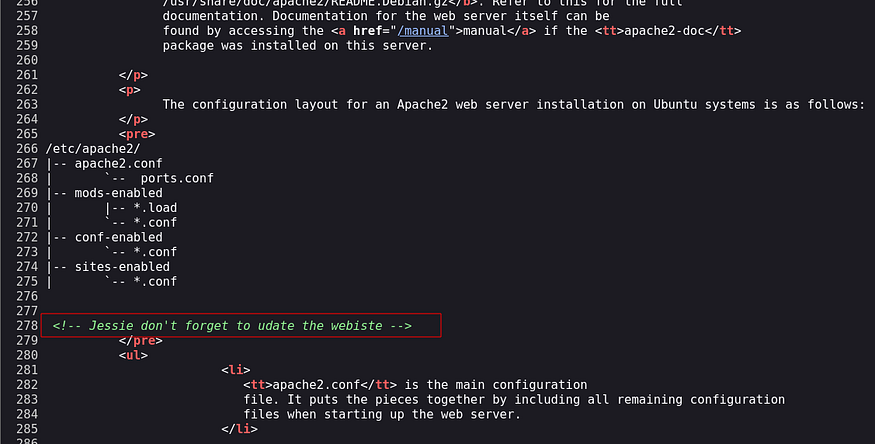 256 /usr/share/doc/apache2/README.Debian.gz</b>. Refer to this for the full
257 documentation. Documentation for the web server itself can be
258 found by accessing the <a href="/manual">manual</a> if the <tt>apache2-doc</tt>
259 package was installed on this server.
260
261 </p>
262 <p>
263 The configuration layout for an Apache2 web server installation on Ubuntu systems is as follows:
264 </p>
265 <pre>
266 /etc/apache2/
267 |-- apache2.conf
268 |       `--  ports.conf
269 |-- mods-enabled
270 |       |-- *.load
271 |       `-- *.conf
272 |-- conf-enabled
273 |       `-- *.conf
274 |-- sites-enabled
275 |       `-- *.conf
276
277
278 <!-- Jessie don't forget to udate the webiste -->
279 </pre>
280 <ul>
281 <li>
282 <tt>apache2.conf</tt> is the main configuration
283 file. It puts the pieces together by including all remaining configuration
284 files when starting up the web server.
285 </li>
286